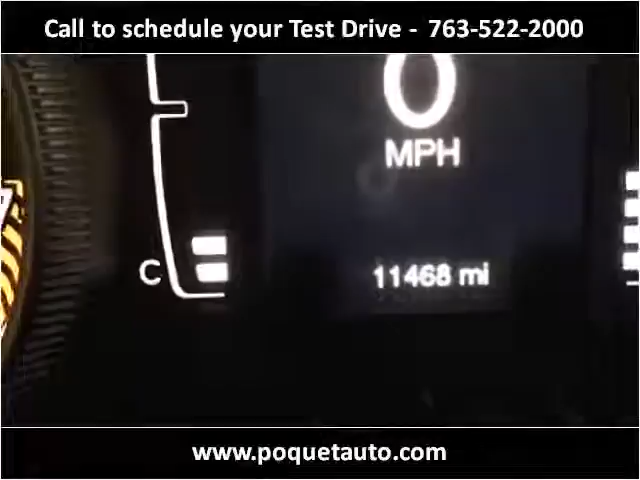 Call to schedule your Test Drive - 763-522-2000
0
MPH
C
11468 mi
www.poquetauto.com